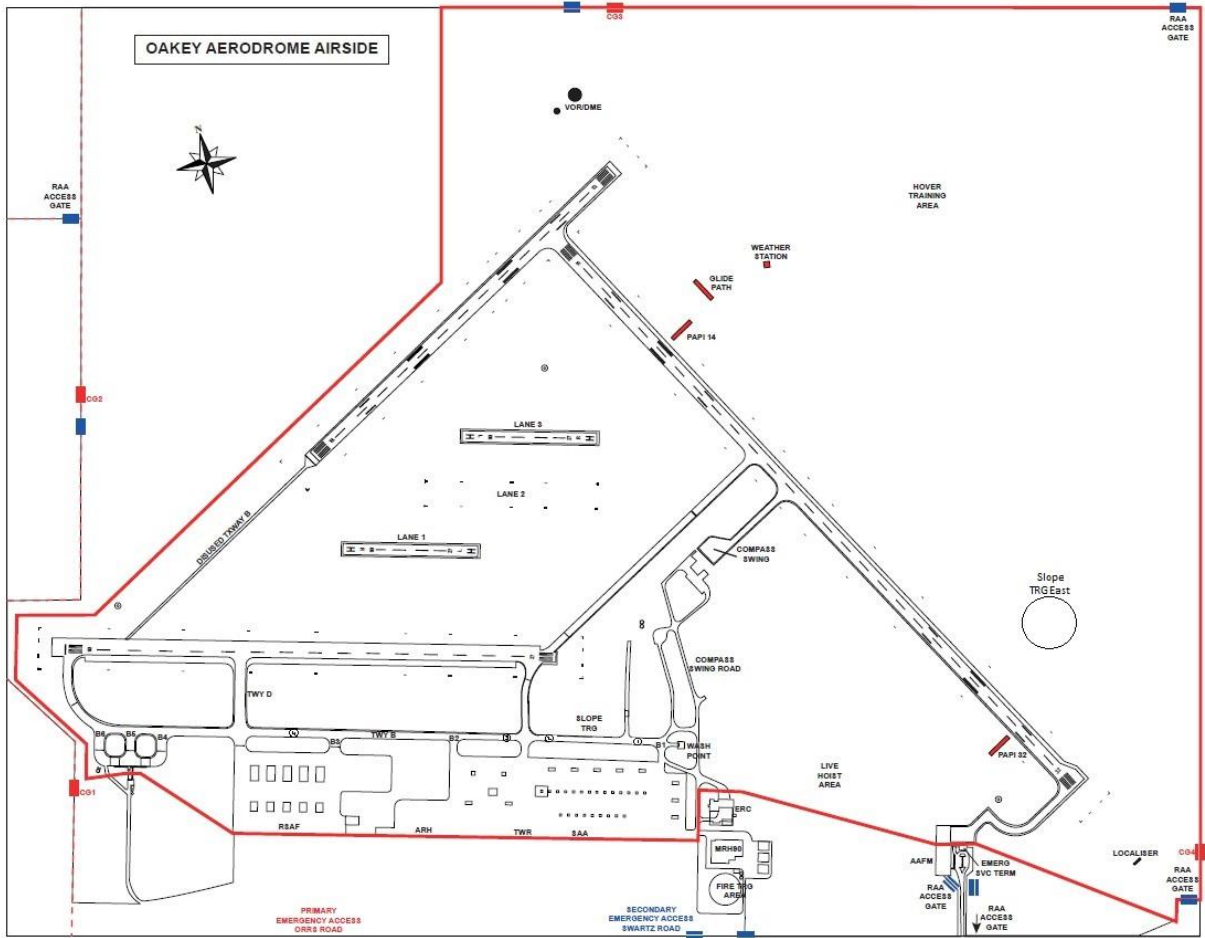 CG3
RAA
ACCESS
GATE
OAKEY AERODROME AIRSIDE
VOR/DME
N
RAA
ACCESS
GATE
HOVER
TRAINING
AREA
WEATHER
STATION
GLIDE
PATH
PAPI 14
CG2
LANE 3
LANE 2
LANE 1
DISUSED TXWAY B
COMPASS
SWING
Slope
TRG East
COMPASS
SWING ROAD
TWY D
SLOPE
TRG
TWY B
B6
B5
B4
B3
B2
B1
WASH
POINT
PAPI 32
LIVE
HOIST
AREA
CG1
ERC
RSAF
ARH
TWR
SAA
MRH90
FIRE TRG
AREA
AAFM
EMERG
SVC TERM
LOCALISER
CG4
RAA
ACCESS
GATE
RAA
ACCESS
GATE
RAA
ACCESS
GATE
PRIMARY
EMERGENCY ACCESS
ORRS ROAD
SECONDARY
EMERGENCY ACCESS
SWARTZ ROAD